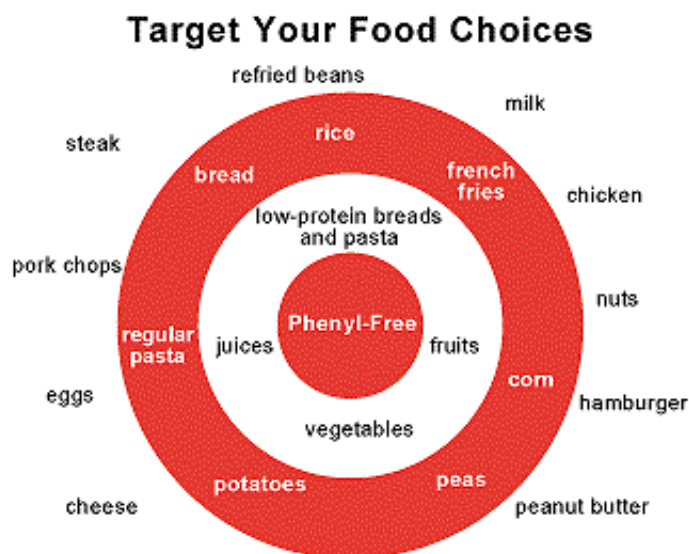 Target Your Food Choices
refried beans
milk
rice
steak
bread
french
fries
chicken
low-protein breads
and pasta
pork chops
nuts
Phenyl-Free
regular
pasta
juices
fruits
corn
eggs
hamburger
vegetables
potatoes
peas
cheese
peanut butter